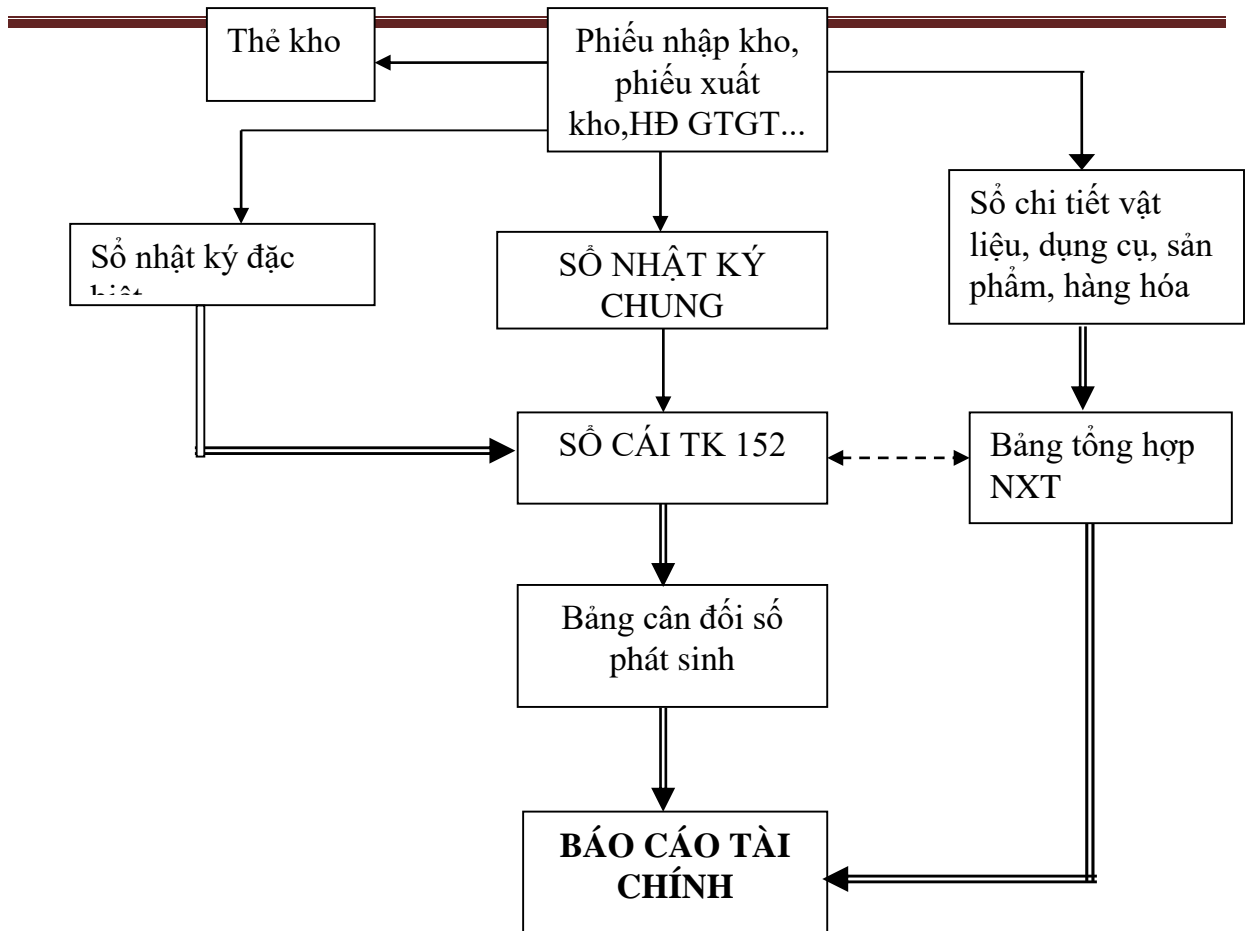 Thẻ kho
Phiếu nhập kho,
phiếu xuất
kho,HĐ GTGT...
Sổ nhật ký đặc
Sổ chi tiết vật
liệu, dụng cụ, sản
phẩm, hàng hóa
SỔ NHẬT KÝ
CHUNG
SỔ CÁI TK 152
Bảng tổng hợp
NXT
Bảng cân đối số
phát sinh
BÁO CÁO TÀI
CHÍNH